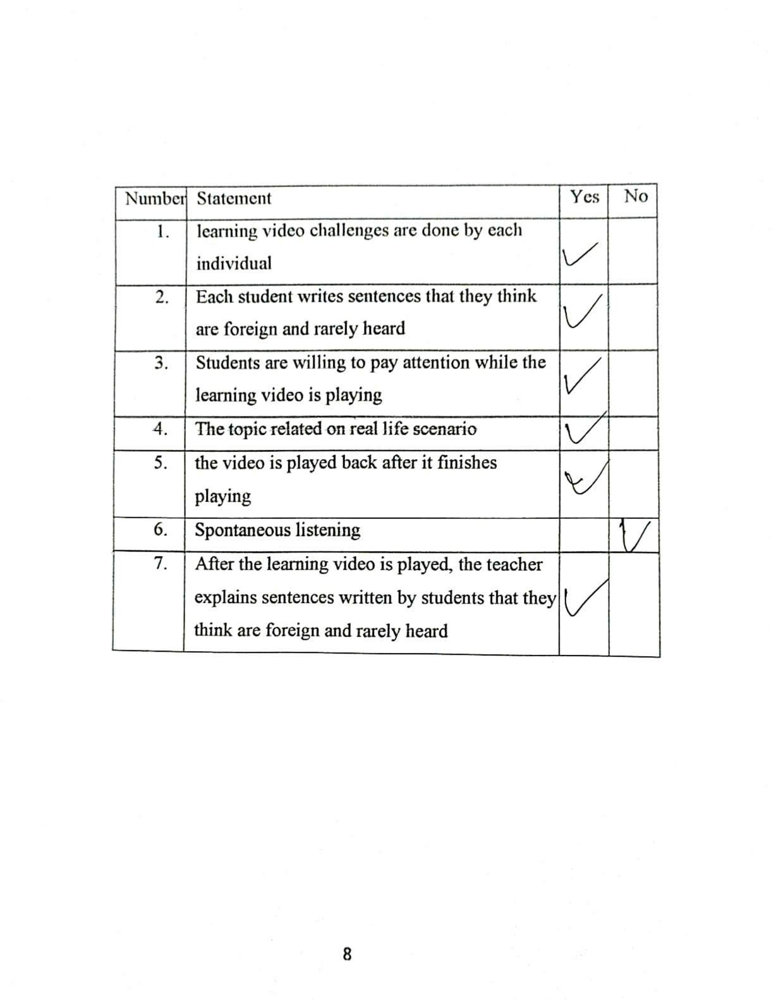 Number Statement Yes No
1. learning video challenges are done by each
individual ✓
2. Each student writes sentences that they think
are foreign and rarely heard ✓
3. Students are willing to pay attention while the
learning video is playing ✓
4. The topic related on real life scenario ✓
5. the video is played back after it finishes
playing ✓
6. Spontaneous listening ✓
7. After the learning video is played, the teacher
explains sentences written by students that they ✓
think are foreign and rarely heard
8